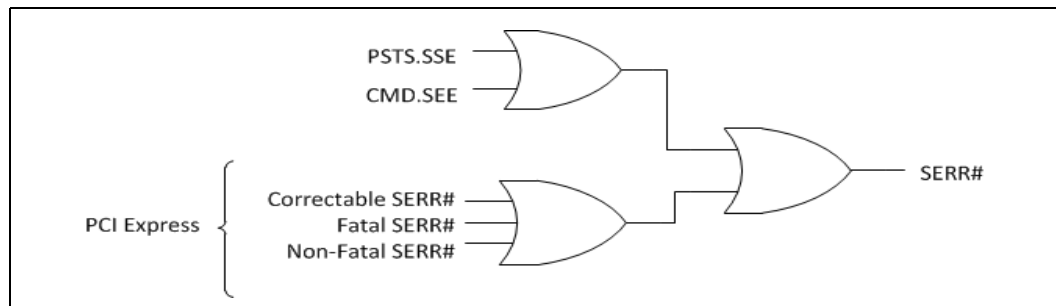 PSTS.SSE
CMD.SEE
SERR#
PCI Express
Correctable SERR#
Fatal SERR#
Non-Fatal SERR#